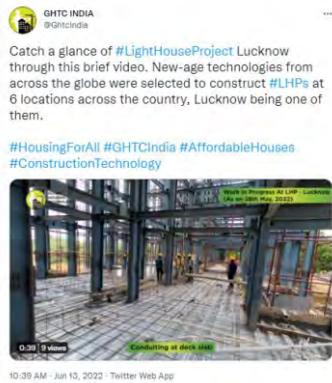 GHTC INDIA
@GhtcIndia
Catch a glance of #LightHouseProject Lucknow
through this brief video. New-age technologies from
across the globe were selected to construct #LHPs at
6 locations across the country, Lucknow being one of
them.
#HousingForAll #GHTCIndia #AffordableHouses
#ConstructionTechnology
Work in Progress At LHP - Lucknow
(As on 28th May, 2022)
0:39 9 views
Conduiting at deck slab
10:39 AM · Jun 13, 2022 · Twitter Web App